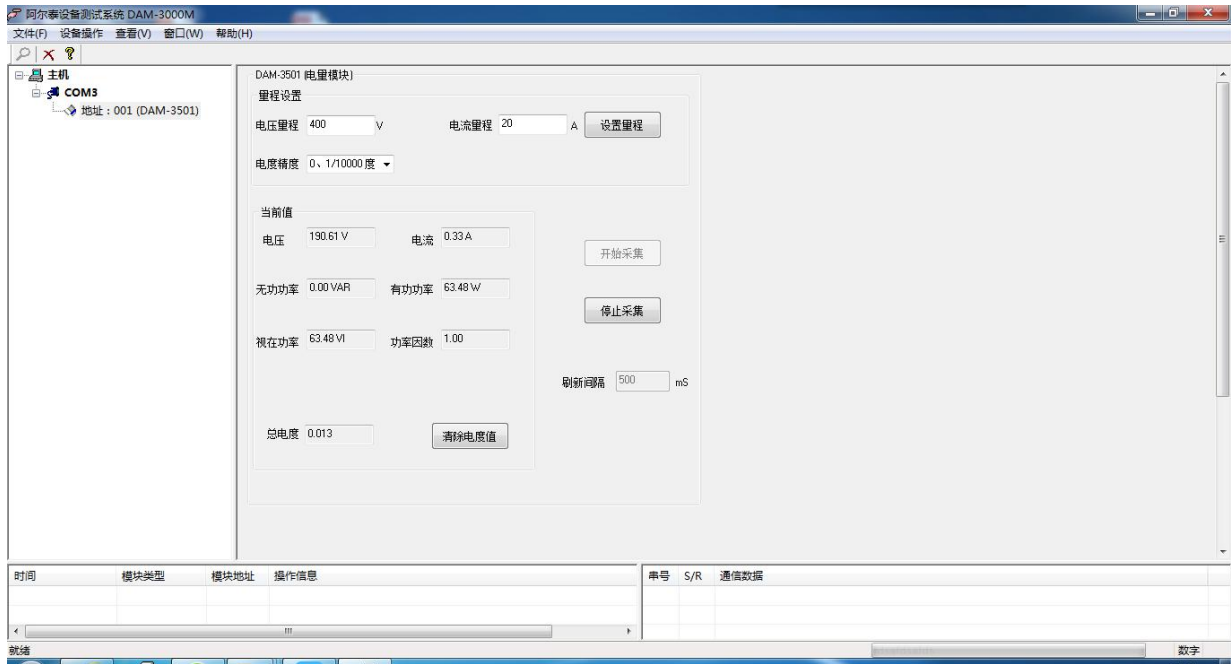 阿尔泰设备测试系统 DAM-3000M
文件(F) 设备操作 查看(V) 窗口(W) 帮助(H)
主机
COM3
地址：001 (DAM-3501)
DAM-3501 (电量模块)
量程设置
电压量程 400 V 电流量程 20 A 设置量程
电度精度 0、1/10000 度
当前值
电压 190.61 V 电流 0.33 A
开始采集
无功功率 0.00 VAR 有功功率 63.48 W
停止采集
视在功率 63.48 VI 功率因数 1.00
刷新间隔 500 mS
总电度 0.013 清除电度值
时间 模块类型 模块地址 操作信息
串号 S/R 通信数据
就绪 数字